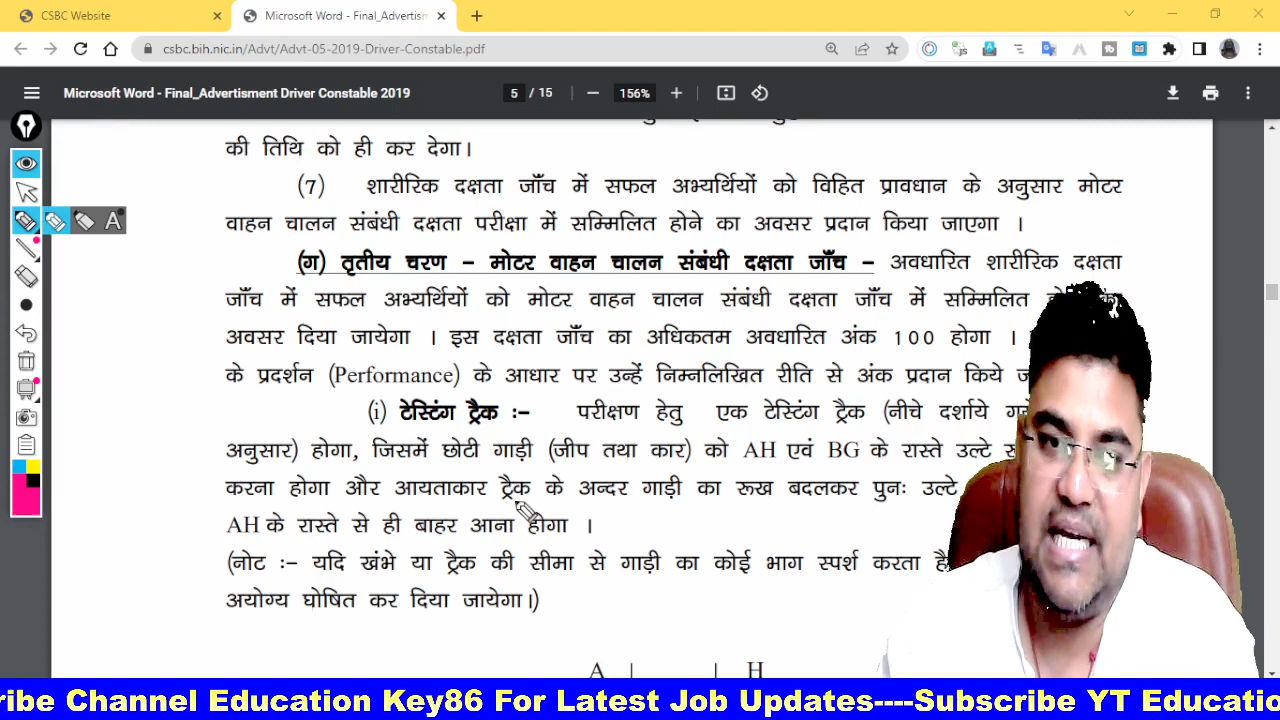 CSBC Website
Microsoft Word - Final_Advertism
csbc.bih.nic.in/Advt/Advt-05-2019-Driver-Constable.pdf
Microsoft Word - Final_Advertisment Driver Constable 2019
5 / 15
156%
की तिथि को ही कर देगा।
(7) शारीरिक दक्षता जाँच में सफल अभ्यर्थियों को विहित प्रावधान के अनुसार मोटर
वाहन चालन संबंधी दक्षता परीक्षा में सम्मिलित होने का अवसर प्रदान किया जाएगा ।
(ग) तृतीय चरण – मोटर वाहन चालन संबंधी दक्षता जाँच – अवधारित शारीरिक दक्षता
जाँच में सफल अभ्यर्थियों को मोटर वाहन चालन संबंधी दक्षता जाँच में सम्मिलित
अवसर दिया जायेगा । इस दक्षता जाँच का अधिकतम अवधारित अंक 100 होगा ।
के प्रदर्शन (Performance) के आधार पर उन्हें निम्नलिखित रीति से अंक प्रदान किये
(i) टेस्टिंग ट्रैक :– परीक्षण हेतु एक टेस्टिंग ट्रैक (नीचे दर्शाये
अनुसार) होगा, जिसमें छोटी गाड़ी (जीप तथा कार) को AH एवं BG के रास्ते उल्टे
करना होगा और आयताकार ट्रैक के अन्दर गाड़ी का रूख बदलकर पुनः उल्टे
AH के रास्ते से ही बाहर आना होगा ।
(नोट :– यदि खंभे या ट्रैक की सीमा से गाड़ी का कोई भाग स्पर्श करता
अयोग्य घोषित कर दिया जायेगा।)
A H
ribe Channel Education Key86 For Latest Job Updates----Subscribe YT Educatio